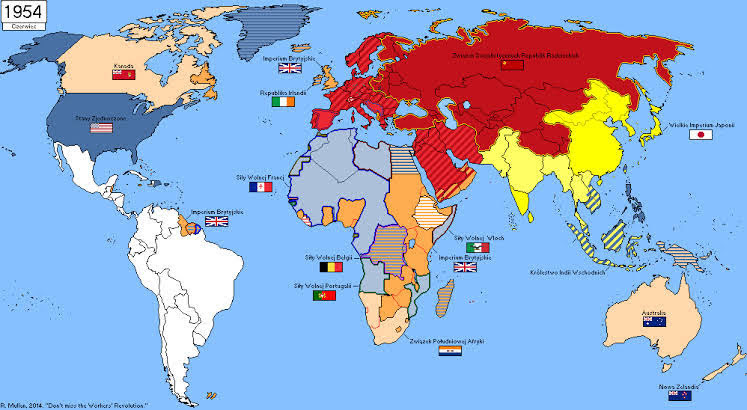 1954
Czerwiec
Imperium Brytyjskie
Kanada
Związek Socjalistycznych Republik Radzieckich
Republika Irlandii
Stany Zjednoczone
Wielkie Imperium Japonii
Siły Wolnej Francji
Imperium Brytyjskie
Siły Wolnych Włoch
Siły Wolnej Belgii
Imperium Brytyjskie
Królestwo Indii Wschodnich
Siły Wolnej Portugalii
Australia
Związek Południowej Afryki
Nowa Zelandia
R. Mullen, 2014. "Don't miss the Workers' Revolution."